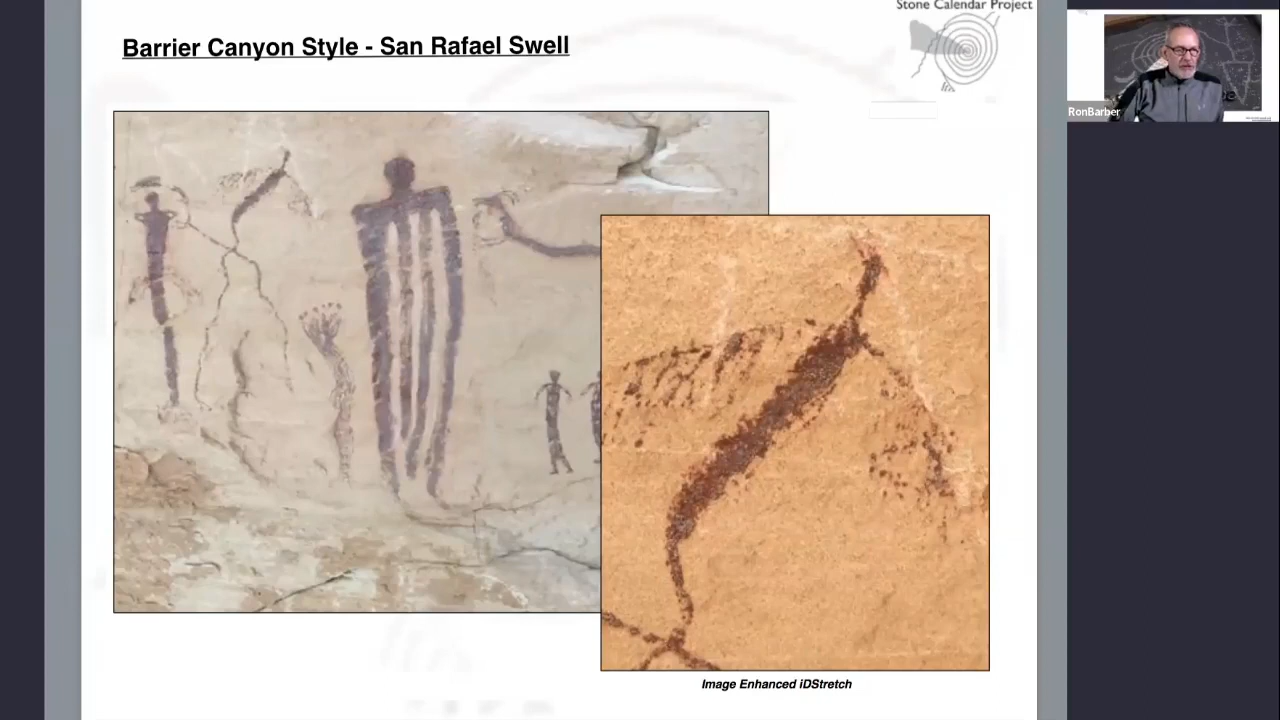 Stone Calendar Project
Barrier Canyon Style - San Rafael Swell
RonBarber
Image Enhanced iDStretch